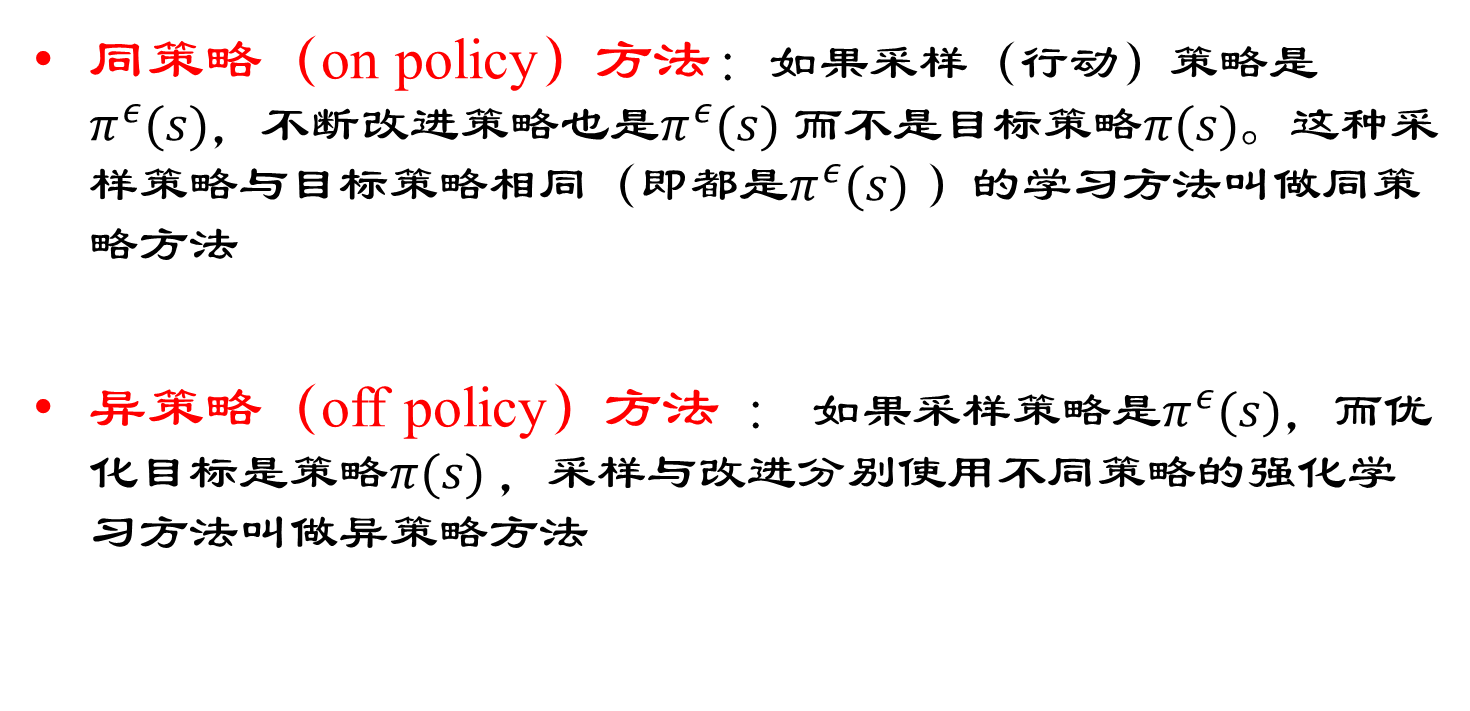 • 同策略（on policy）方法：如果采样（行动）策略是
π^ϵ(s)，不断改进策略也是π^ϵ(s) 而不是目标策略π(s)。这种采
样策略与目标策略相同（即都是π^ϵ(s) ）的学习方法叫做同策
略方法
• 异策略（off policy）方法 ： 如果采样策略是π^ϵ(s)，而优
化目标是策略π(s) ，采样与改进分别使用不同策略的强化学
习方法叫做异策略方法